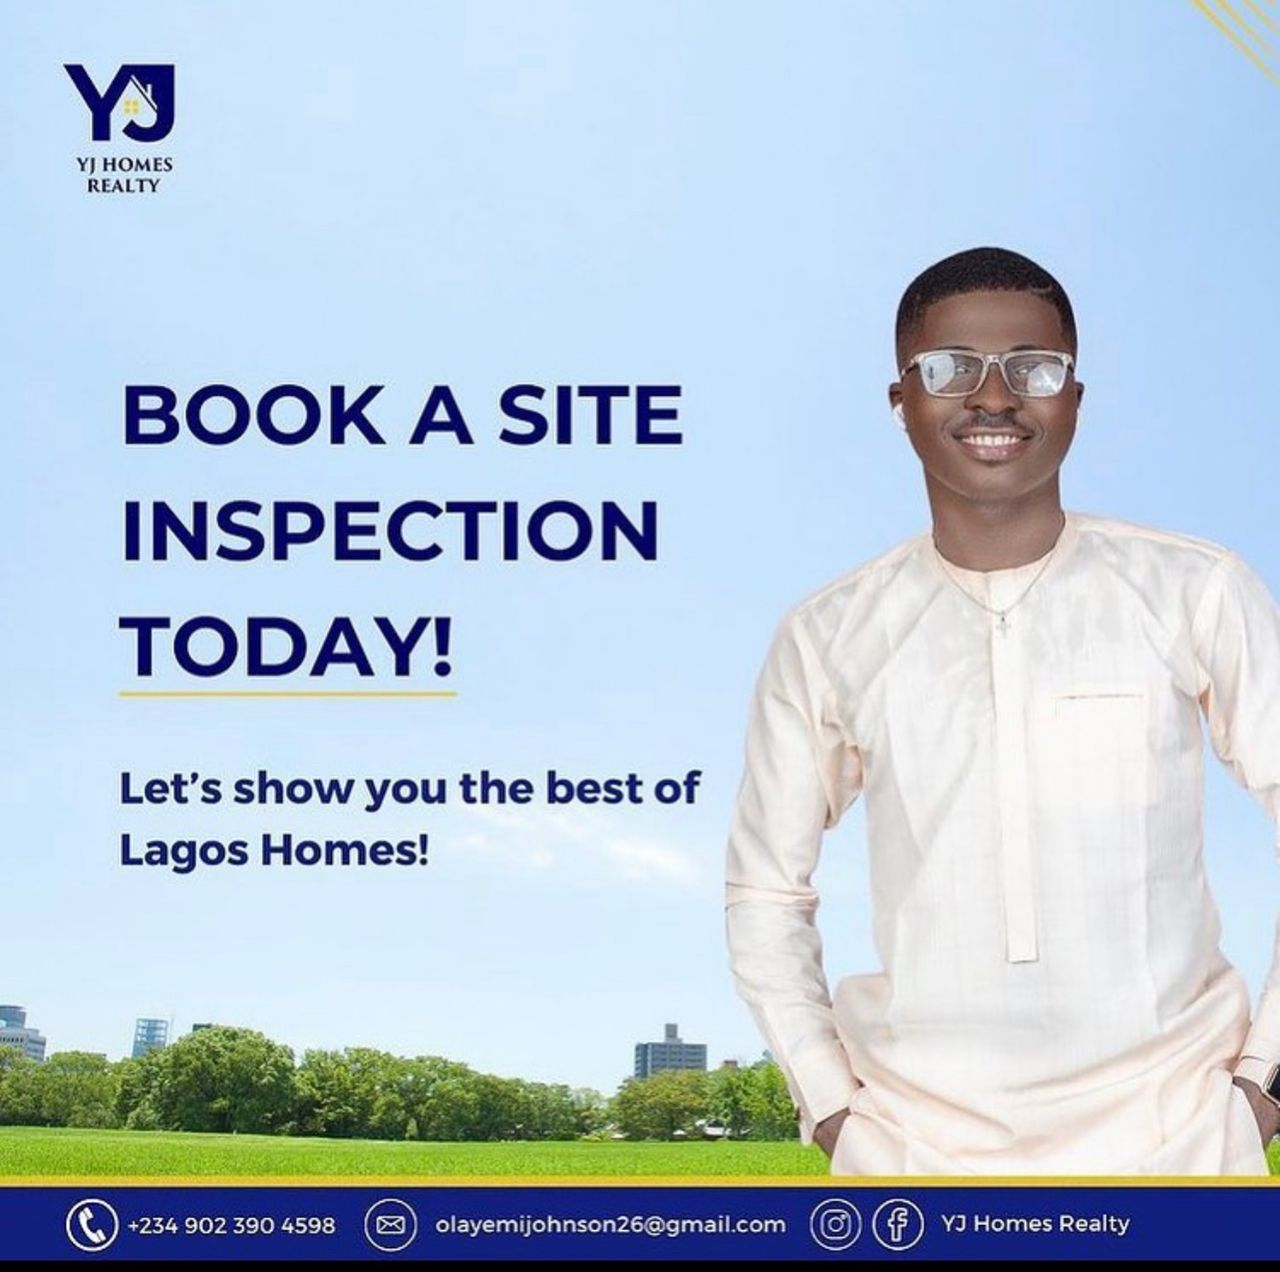 YJ
YJ HOMES
REALTY
BOOK A SITE
INSPECTION
TODAY!
Let's show you the best of
Lagos Homes!
+234 902 390 4598
olayemijohnson26@gmail.com
YJ Homes Realty